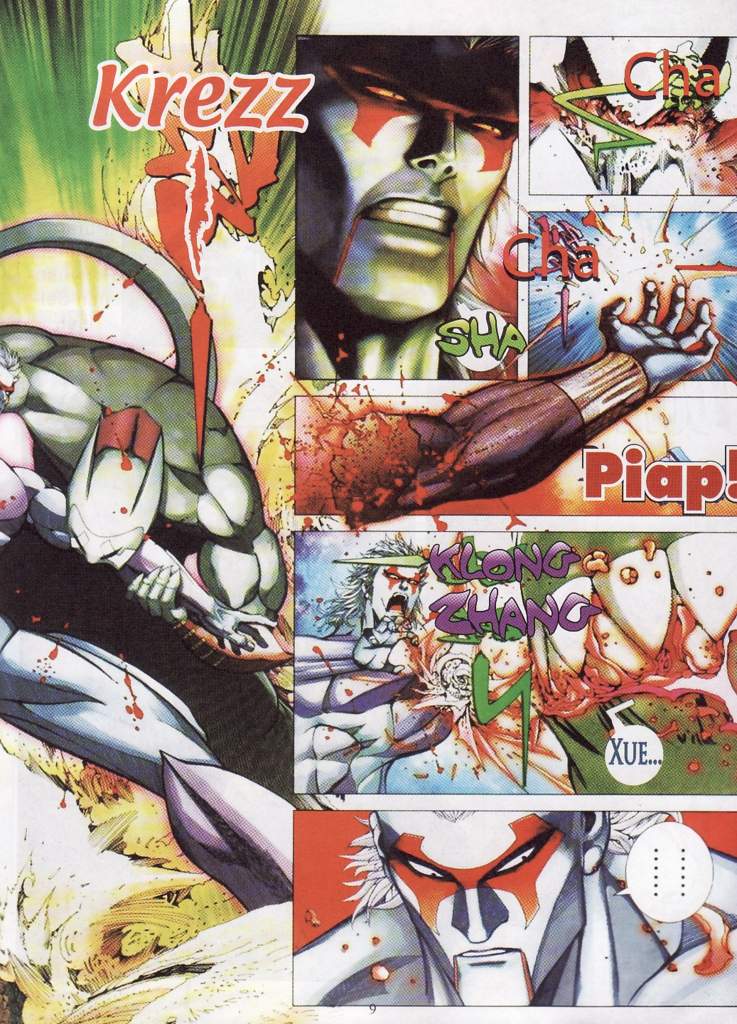 Krezz
Cha
Cha
SHA
Piap!
KLONG
ZHANG
XUE...
......
9